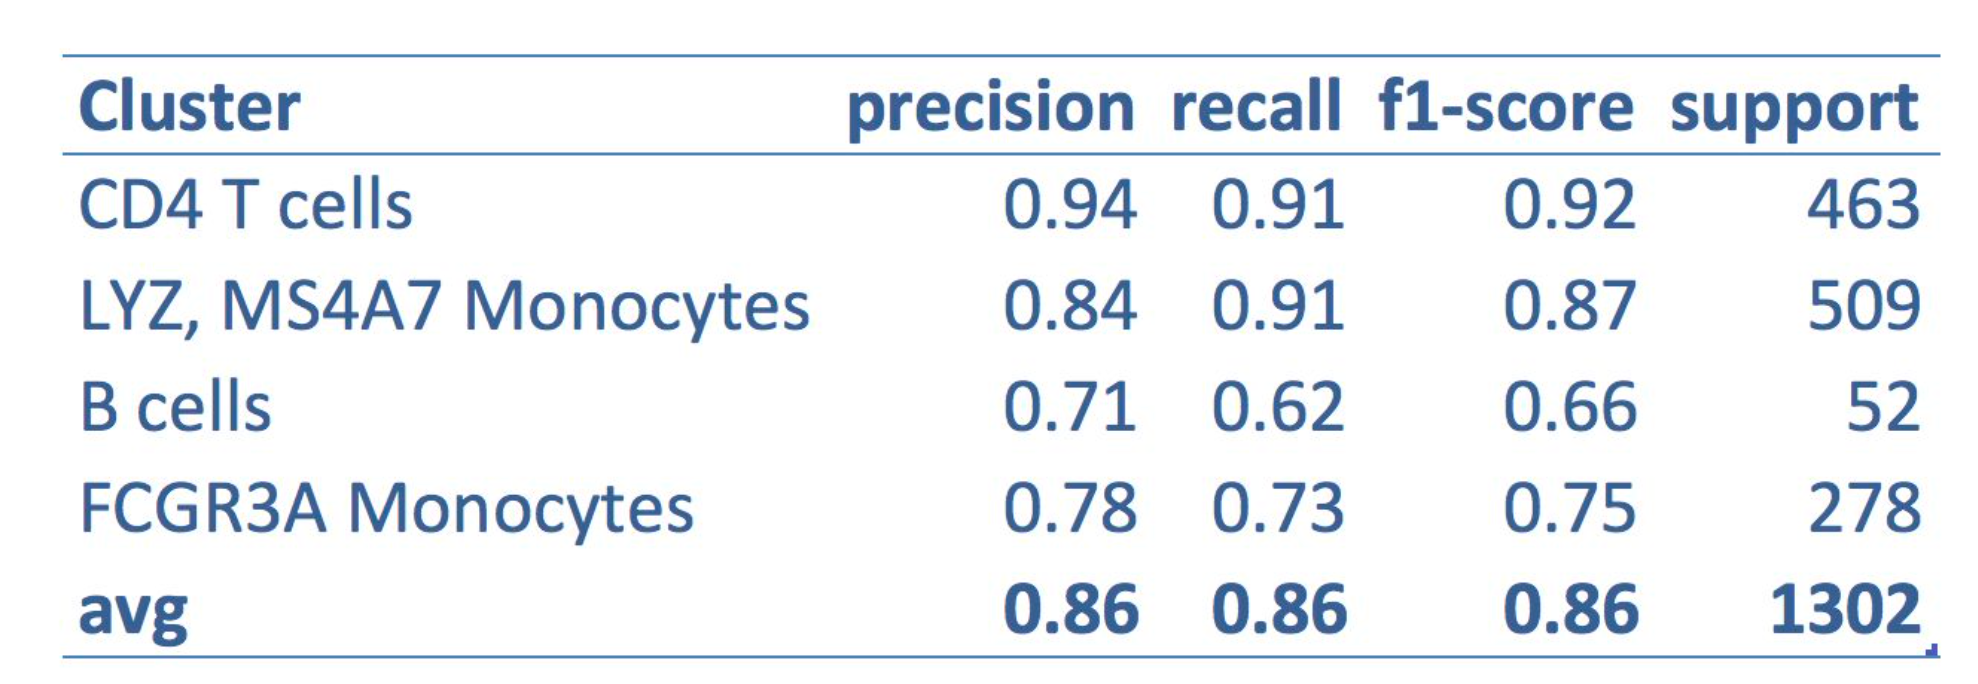 Cluster precision recall f1-score support
CD4 T cells 0.94 0.91 0.92 463
LYZ, MS4A7 Monocytes 0.84 0.91 0.87 509
B cells 0.71 0.62 0.66 52
FCGR3A Monocytes 0.78 0.73 0.75 278
avg 0.86 0.86 0.86 1302